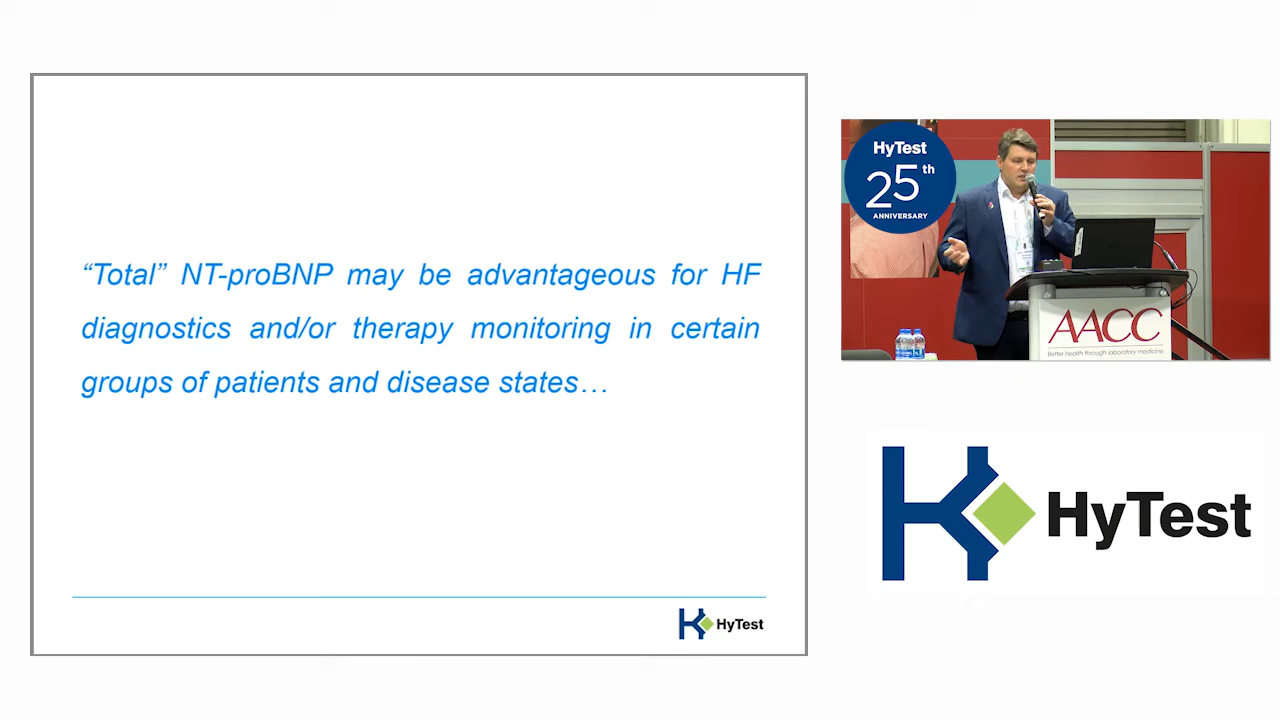 “Total” NT-proBNP may be advantageous for HF
diagnostics and/or therapy monitoring in certain
groups of patients and disease states…
HyTest
HyTest
25th
ANNIVERSARY
AACC
Better health through laboratory medicine.
HyTest